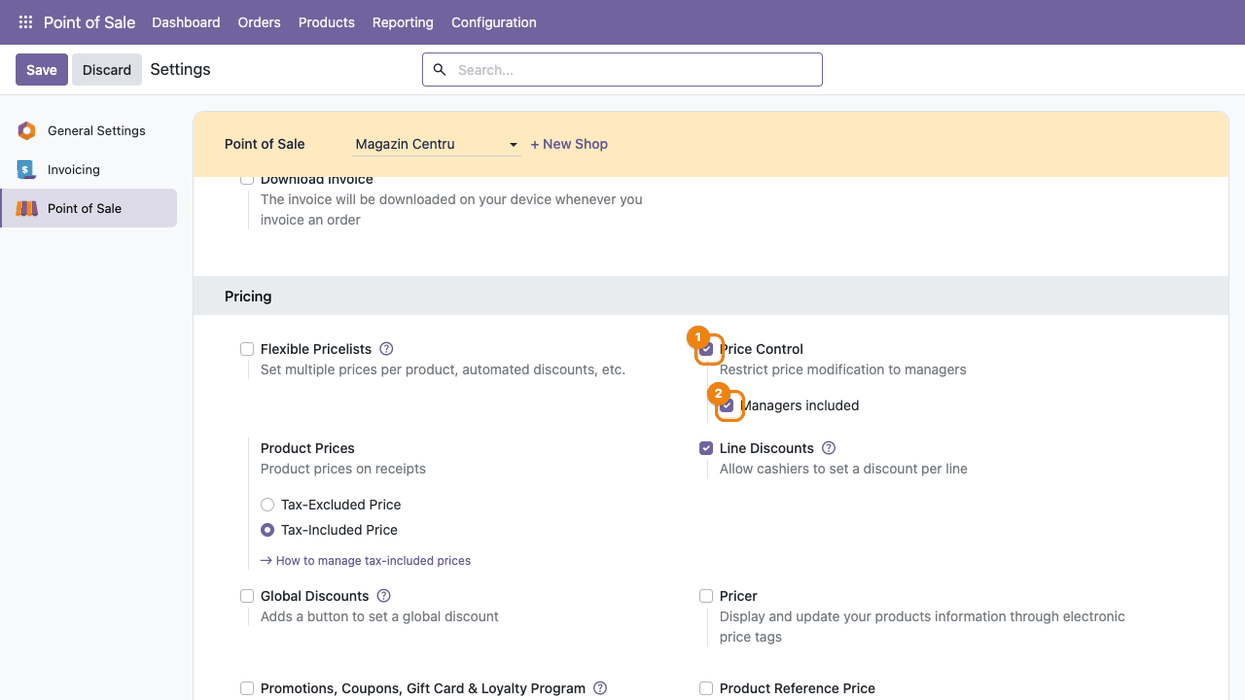 Point of Sale Dashboard Orders Products Reporting Configuration
Save Discard Settings Search...
General Settings
Invoicing
Point of Sale
Point of Sale Magazin Centru + New Shop
Download Invoice
The invoice will be downloaded on your device whenever you
invoice an order
Pricing
Flexible Pricelists ?
Set multiple prices per product, automated discounts, etc.
1
Price Control
Restrict price modification to managers
2
Managers included
Product Prices
Product prices on receipts
Tax-Excluded Price
Tax-Included Price
→ How to manage tax-included prices
Line Discounts ?
Allow cashiers to set a discount per line
Global Discounts ?
Adds a button to set a global discount
Pricer
Display and update your products information through electronic
price tags
Promotions, Coupons, Gift Card & Loyalty Program ?
Product Reference Price